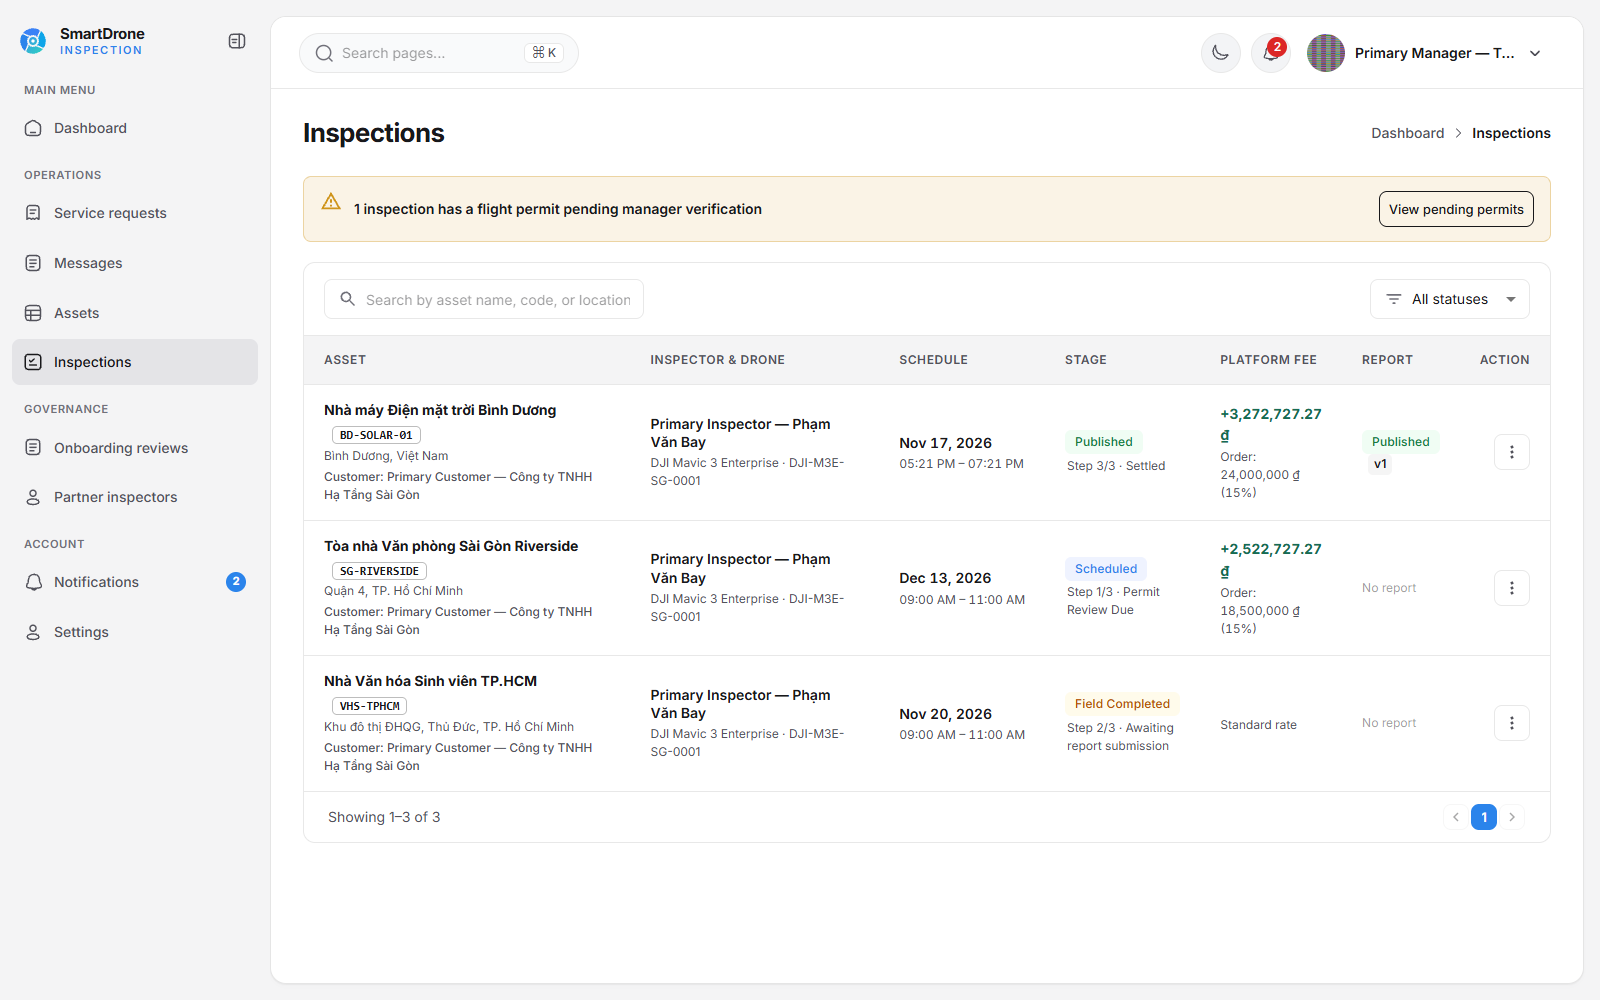 SmartDrone
INSPECTION
MAIN MENU
Dashboard
OPERATIONS
Service requests
Messages
Assets
Inspections
GOVERNANCE
Onboarding reviews
Partner inspectors
ACCOUNT
Notifications
2
Settings
Search pages...
⌘ K
2
Primary Manager — T...
Inspections
Dashboard > Inspections
1 inspection has a flight permit pending manager verification
View pending permits
Search by asset name, code, or location
All statuses
ASSET
INSPECTOR & DRONE
SCHEDULE
STAGE
PLATFORM FEE
REPORT
ACTION
Nhà máy Điện mặt trời Bình Dương
BD-SOLAR-01
Bình Dương, Việt Nam
Customer: Primary Customer — Công ty TNHH
Hạ Tầng Sài Gòn
Primary Inspector — Phạm
Văn Bay
DJI Mavic 3 Enterprise · DJI-M3E-
SG-0001
Nov 17, 2026
05:21 PM – 07:21 PM
Published
Step 3/3 · Settled
+3,272,727.27
₫
Order:
24,000,000 ₫
(15%)
Published
v1
Tòa nhà Văn phòng Sài Gòn Riverside
SG-RIVERSIDE
Quận 4, TP. Hồ Chí Minh
Customer: Primary Customer — Công ty TNHH
Hạ Tầng Sài Gòn
Primary Inspector — Phạm
Văn Bay
DJI Mavic 3 Enterprise · DJI-M3E-
SG-0001
Dec 13, 2026
09:00 AM – 11:00 AM
Scheduled
Step 1/3 · Permit
Review Due
+2,522,727.27
₫
Order:
18,500,000 ₫
(15%)
No report
Nhà Văn hóa Sinh viên TP.HCM
VHS-TPHCM
Khu đô thị ĐHQG, Thủ Đức, TP. Hồ Chí Minh
Customer: Primary Customer — Công ty TNHH
Hạ Tầng Sài Gòn
Primary Inspector — Phạm
Văn Bay
DJI Mavic 3 Enterprise · DJI-M3E-
SG-0001
Nov 20, 2026
09:00 AM – 11:00 AM
Field Completed
Step 2/3 · Awaiting
report submission
Standard rate
No report
Showing 1–3 of 3
1